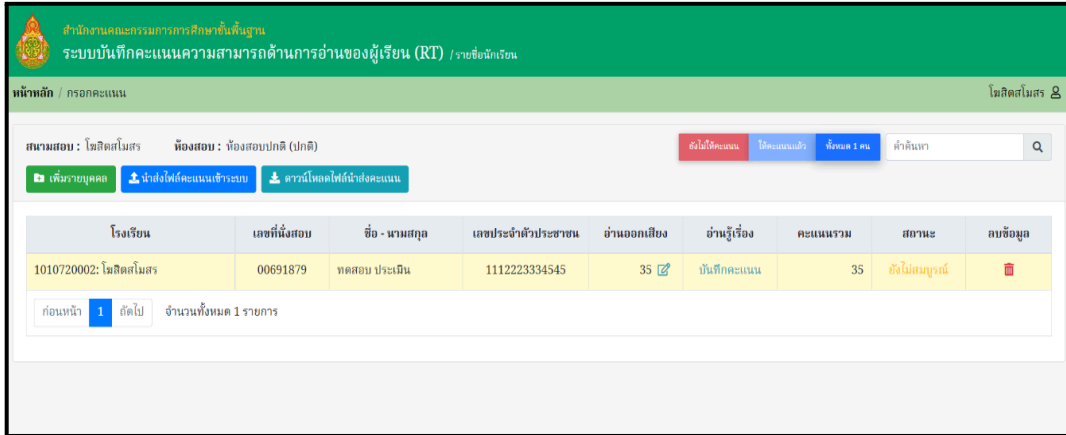 สำนักงานคณะกรรมการการศึกษาขั้นพื้นฐาน
ระบบบันทึกคะแนนความสามารถด้านการอ่านของผู้เรียน (RT) / รายชื่อนักเรียน
หน้าหลัก / กรอกคะแนน โฆสิตสโมสร
สนามสอบ : โฆสิตสโมสร ห้องสอบ : ห้องสอบปกติ (ปกติ) ยังไม่ให้คะแนน ให้คะแนนแล้ว ทั้งหมด 1 คน คำค้นหา
เพิ่มรายบุคคล นำส่งไฟล์คะแนนเข้าระบบ ดาวน์โหลดไฟล์นำส่งคะแนน
โรงเรียน เลขที่นั่งสอบ ชื่อ - นามสกุล เลขประจำตัวประชาชน อ่านออกเสียง อ่านรู้เรื่อง คะแนนรวม สถานะ ลบข้อมูล
1010720002: โฆสิตสโมสร 00691879 ทดสอบ ประเมิน 1112223334545 35 บันทึกคะแนน 35 ยังไม่สมบูรณ์
ก่อนหน้า 1 ถัดไป จำนวนทั้งหมด 1 รายการ